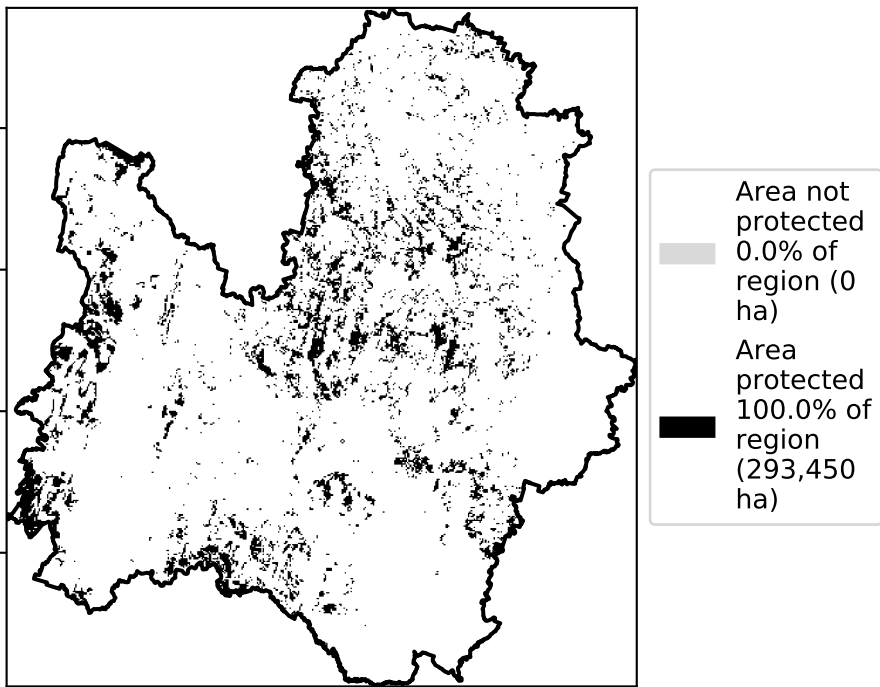 Area not
protected
0.0% of
region (0
ha)
Area
protected
100.0% of
region
(293,450
ha)